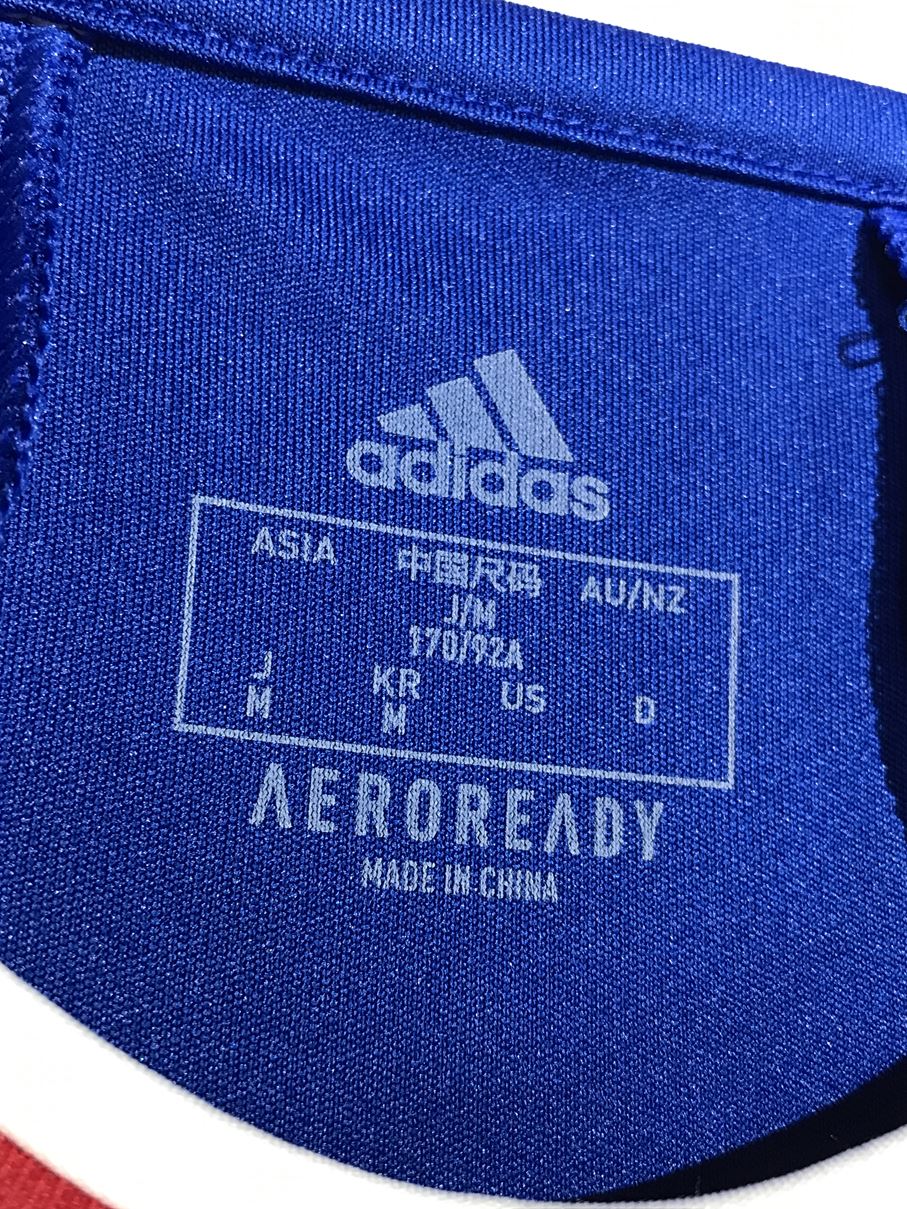 adidas
ASIA 中国尺码 AU/NZ
J/M
170/92A
J KR US D
M M
AEROREADY
MADE IN CHINA